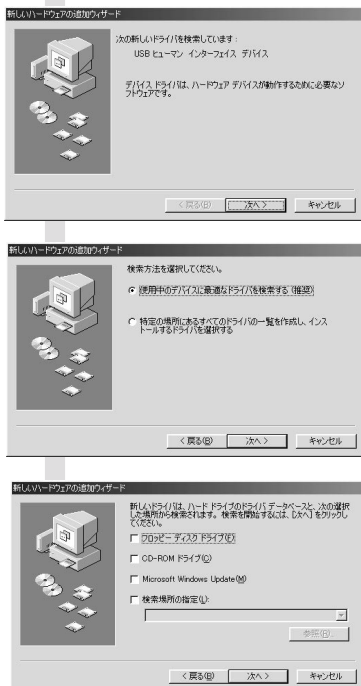 新しいハードウェアの追加ウィザード
次の新しいドライバを検索しています:
USB ヒューマン インターフェイス デバイス
デバイス ドライバは、ハードウェア デバイスが動作するために必要なソ
フトウェアです。
< 戻る(B)
次へ >
キャンセル
新しいハードウェアの追加ウィザード
検索方法を選択してください。
使用中のデバイスに最適なドライバを検索する (推奨)
特定の場所にあるすべてのドライバの一覧を作成し、インス
トールするドライバを選択する
< 戻る(B)
次へ >
キャンセル
新しいハードウェアの追加ウィザード
新しいドライバは、ハード ドライブのドライバ データベースと、次の選択
した場所から検索されます。検索を開始するには、[次へ] をクリックし
てください。
フロッピー ディスク ドライブ(F)
CD-ROM ドライブ(C)
Microsoft Windows Update(M)
検索場所の指定(L):
参照(R)...
< 戻る(B)
次へ >
キャンセル